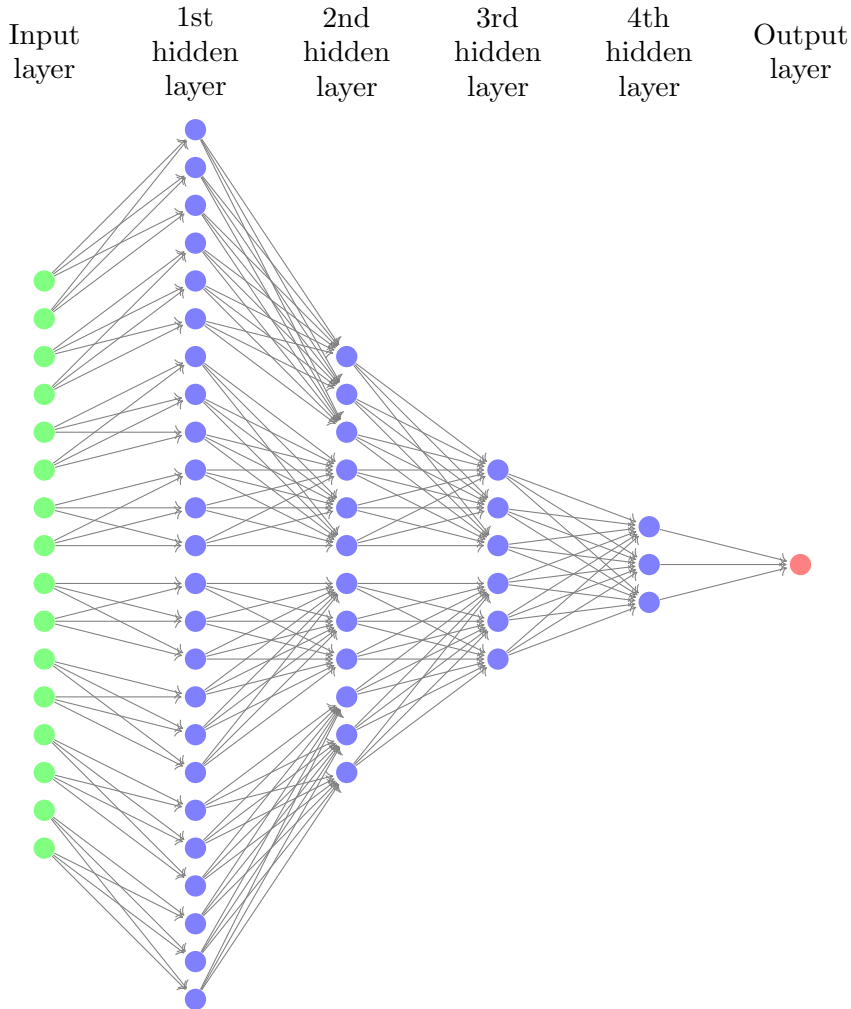 Input
layer
1st
hidden
layer
2nd
hidden
layer
3rd
hidden
layer
4th
hidden
layer
Output
layer